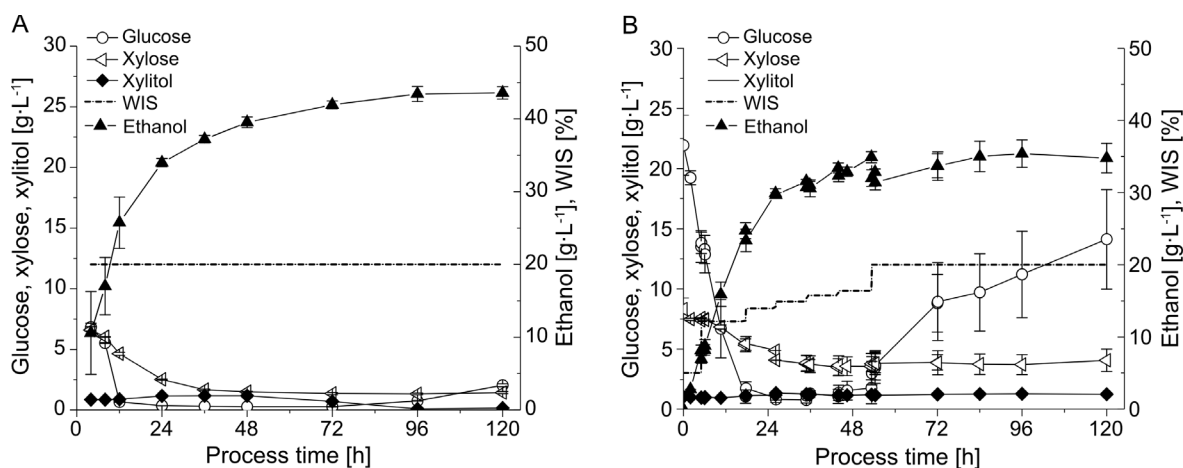 A
Glucose
Xylose
Xylitol
WIS
Ethanol
Glucose, xylose, xylitol [g·L⁻¹]
30
25
20
15
10
5
0
50
40
30
20
10
0
Ethanol [g·L⁻¹], WIS [%]
0 24 48 72 96 120
Process time [h]
B
Glucose
Xylose
Xylitol
WIS
Ethanol
Glucose, xylose, xylitol [g·L⁻¹]
30
25
20
15
10
5
0
50
40
30
20
10
0
Ethanol [g·L⁻¹], WIS [%]
0 24 48 72 96 120
Process time [h]